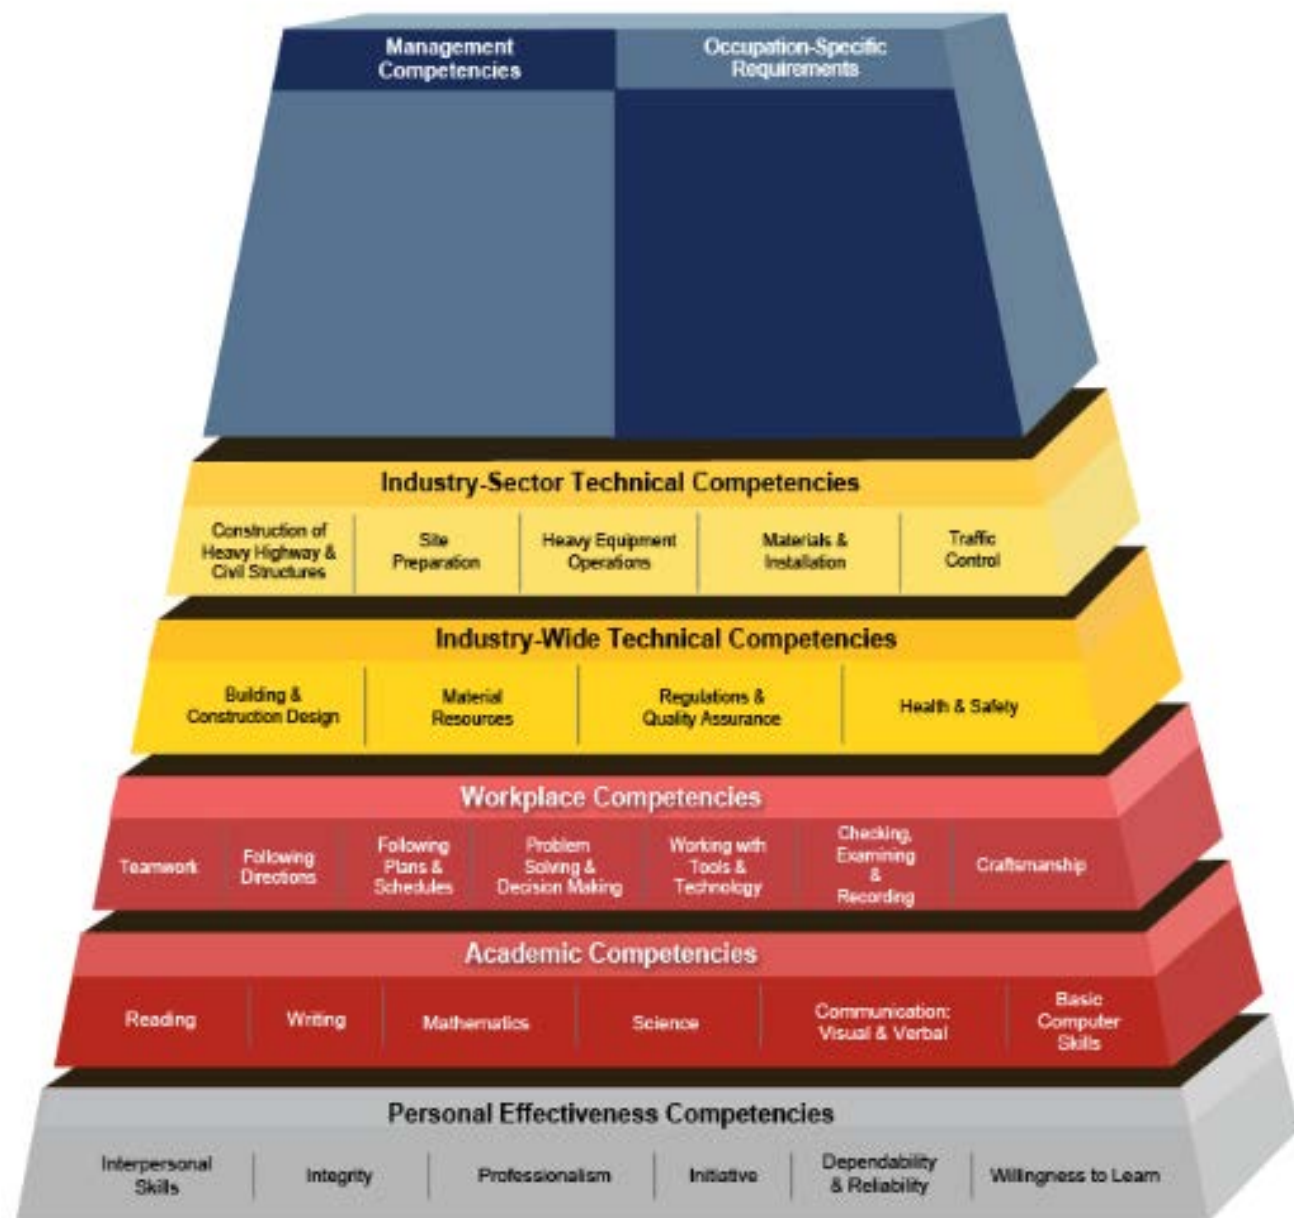 Management
Competencies
Occupation-Specific
Requirements
Industry-Sector Technical Competencies
Construction of
Heavy Highway &
Civil Structures
Site
Preparation
Heavy Equipment
Operations
Materials &
Installation
Traffic
Control
Industry-Wide Technical Competencies
Building &
Construction Design
Material
Resources
Regulations &
Quality Assurance
Health & Safety
Workplace Competencies
Teamwork
Following
Directions
Following
Plans &
Schedules
Problem
Solving &
Decision Making
Working with
Tools &
Technology
Checking,
Examining
&
Recording
Craftsmanship
Academic Competencies
Reading
Writing
Mathematics
Science
Communication:
Visual & Verbal
Basic
Computer
Skills
Personal Effectiveness Competencies
Interpersonal
Skills
Integrity
Professionalism
Initiative
Dependability
& Reliability
Willingness to Learn